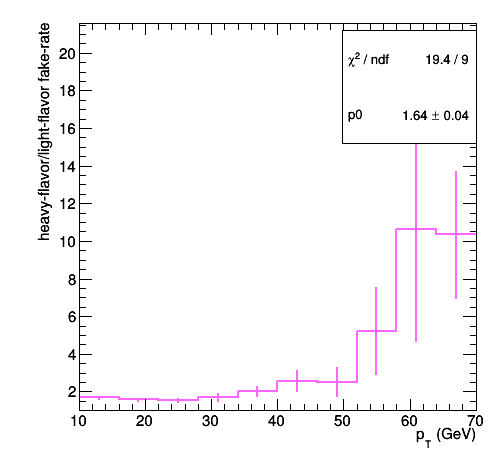 heavy-flavor/light-flavor fake-rate
χ² / ndf 19.4 / 9
p0 1.64 ± 0.04
20
18
16
14
12
10
8
6
4
2
10 20 30 40 50 60 70
p_T (GeV)